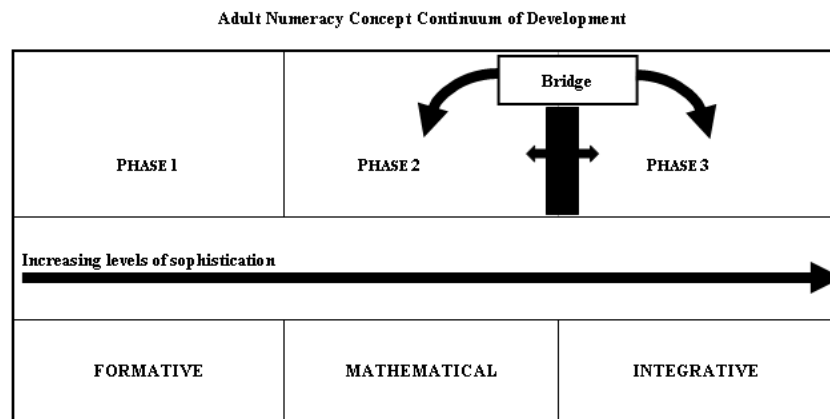 Adult Numeracy Concept Continuum of Development
Bridge
PHASE 1
PHASE 2
PHASE 3
Increasing levels of sophistication
FORMATIVE
MATHEMATICAL
INTEGRATIVE